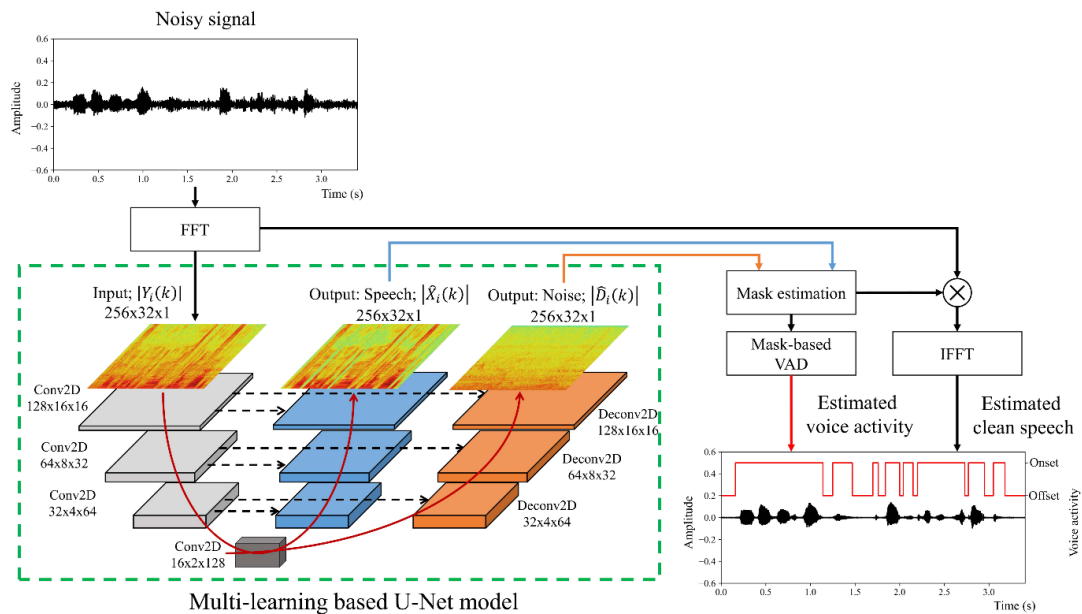 Noisy signal
0.6
0.4
0.2
0.0
−0.2
−0.4
−0.6
Amplitude
0.0 0.5 1.0 1.5 2.0 2.5 3.0
Time (s)
FFT
Input; |Y_i(k)|
256x32x1
Output: Speech; |X̂_i(k)|
256x32x1
Output: Noise; |D̂_i(k)|
256x32x1
Conv2D
128x16x16
Conv2D
64x8x32
Conv2D
32x4x64
Conv2D
16x2x128
Deconv2D
128x16x16
Deconv2D
64x8x32
Deconv2D
32x4x64
Multi-learning based U-Net model
Mask estimation
Mask-based
VAD
IFFT
Estimated
voice activity
Estimated
clean speech
0.6
0.4
0.2
0.0
−0.2
−0.4
−0.6
Amplitude
Onset
Offset
Voice activity
0.0 0.5 1.0 1.5 2.0 2.5 3.0
Time (s)